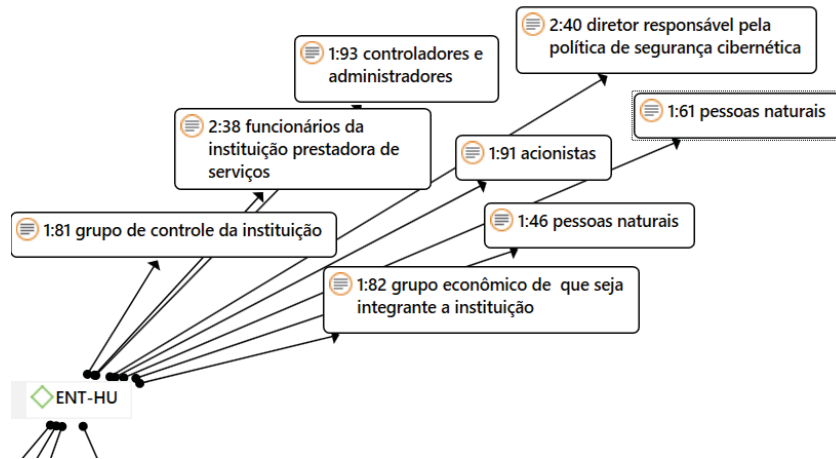 2:40 diretor responsável pela
política de segurança cibernética
1:93 controladores e
administradores
1:61 pessoas naturais
2:38 funcionários da
instituição prestadora de
serviços
1:91 acionistas
1:81 grupo de controle da instituição
1:46 pessoas naturais
1:82 grupo econômico de que seja
integrante a instituição
ENT-HU